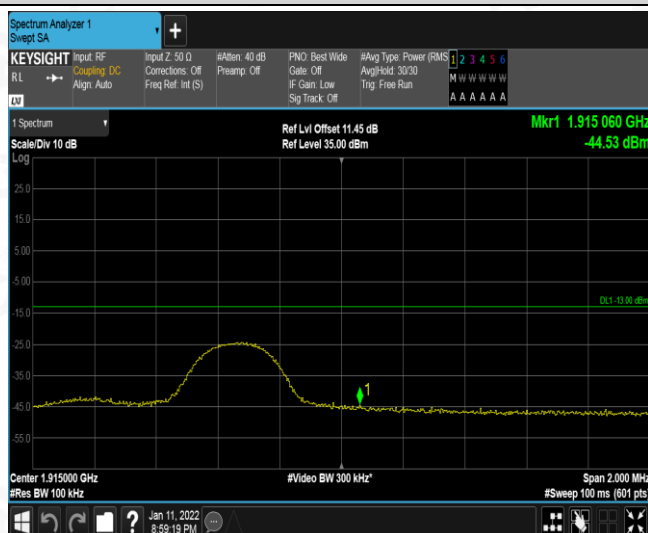 Spectrum Analyzer 1
Swept SA
+
KEYSIGHT
RL
Input: RF
Coupling: DC
Align: Auto
Input Z: 50 Ω
Corrections: Off
Freq Ref: Int (S)
#Atten: 40 dB
Preamp: Off
PNO: Best Wide
Gate: Off
IF Gain: Low
Sig Track: Off
#Avg Type: Power (RMS
Avg|Hold: 30/30
Trig: Free Run
1 2 3 4 5 6
M W W W W W
A A A A A A
LXI
1 Spectrum
Scale/Div 10 dB
Ref Lvl Offset 11.45 dB
Ref Level 35.00 dBm
Mkr1 1.915 060 GHz
-44.53 dBm
Log
25.0
15.0
5.00
-5.00
DL1 -13.00 dBm
-15.0
-25.0
-35.0
1
-45.0
-55.0
Center 1.915000 GHz
#Res BW 100 kHz
#Video BW 300 kHz*
Span 2.000 MHz
#Sweep 100 ms (601 pts)
?
Jan 11, 2022
8:59:19 PM